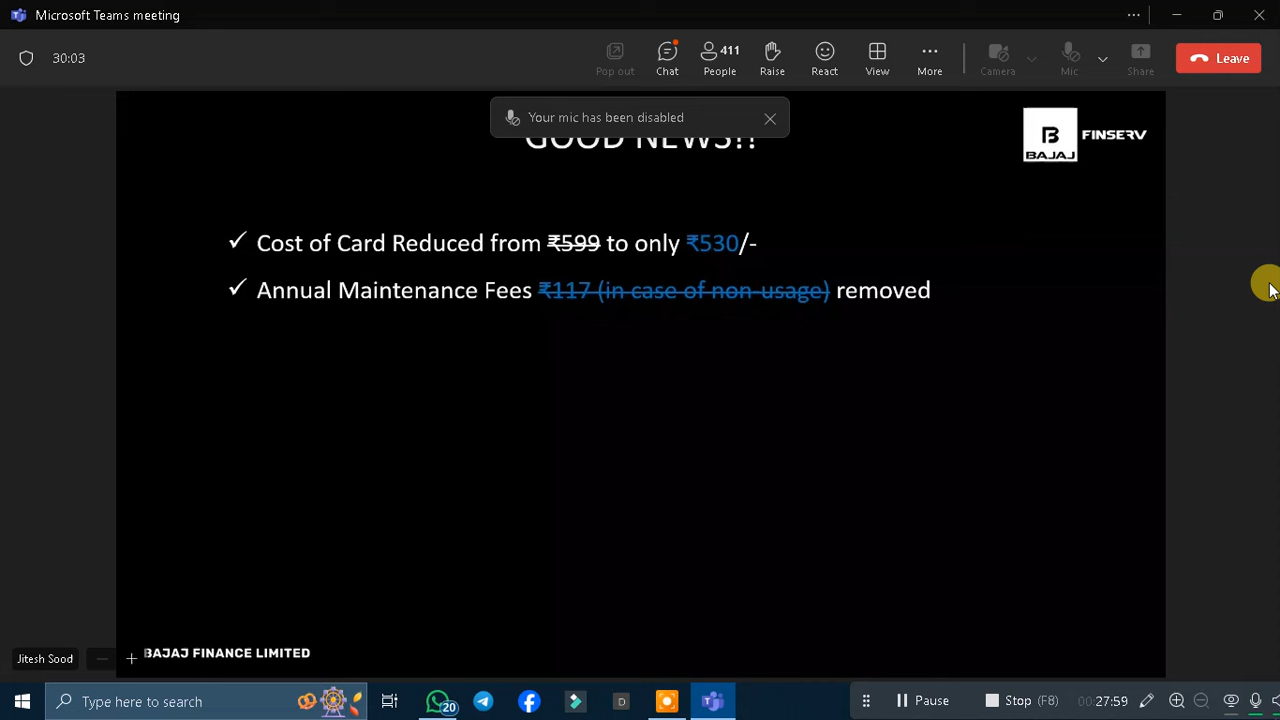 Microsoft Teams meeting
30:03
Pop out
Chat
411
People
Raise
React
View
More
Camera
Mic
Share
Leave
Your mic has been disabled
GOOD NEWS!!
B
BAJAJ
FINSERV
✓ Cost of Card Reduced from ₹599 to only ₹530/-
✓ Annual Maintenance Fees ₹117 (in case of non-usage) removed
Jitesh Sood
BAJAJ FINANCE LIMITED
Type here to search
20
D
Pause
Stop (F8)
00:27:59